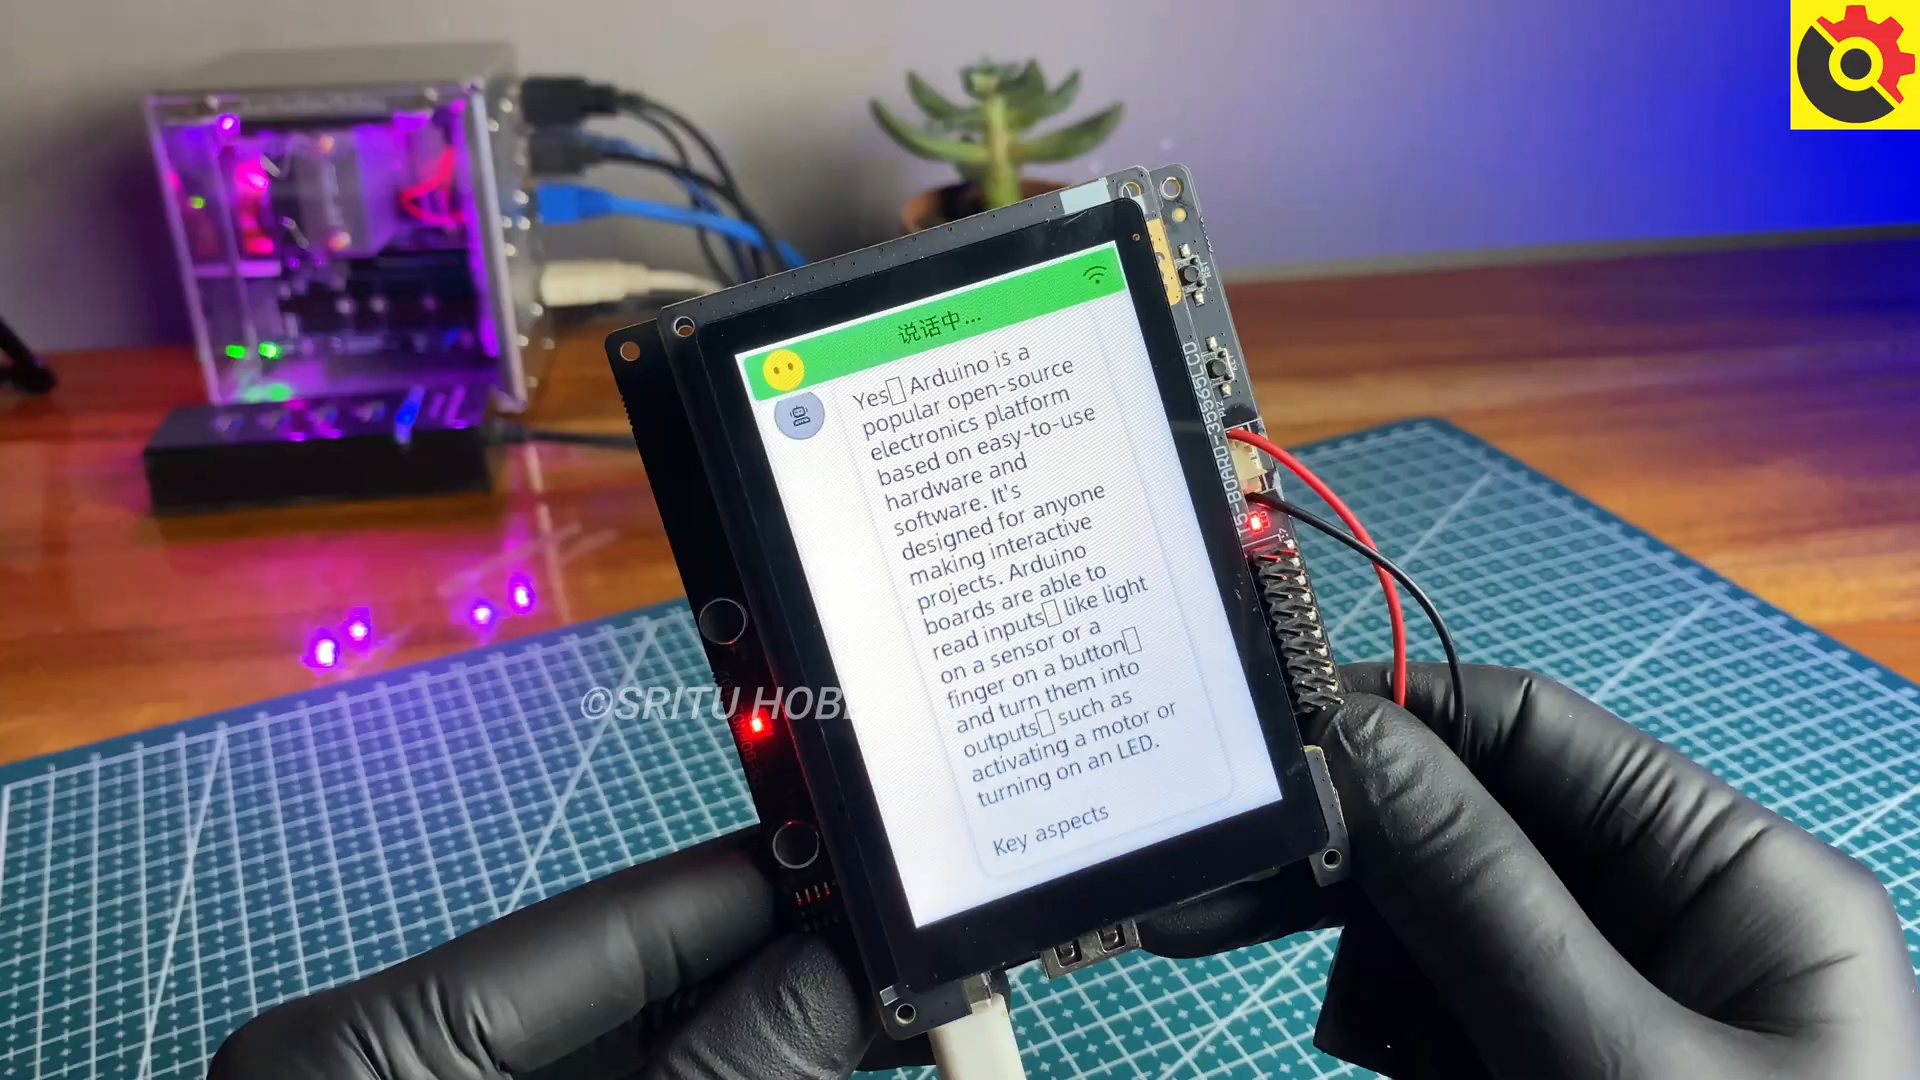 说话中...
Yes▯ Arduino is a
popular open-source
electronics platform
based on easy-to-use
hardware and
software. It's
designed for anyone
making interactive
projects. Arduino
boards are able to
read inputs▯ like light
on a sensor or a
finger on a button▯
and turn them into
outputs▯ such as
activating a motor or
turning on an LED.
Key aspects
RST
T5-BOARD-3565LCD
©SRITU HOB